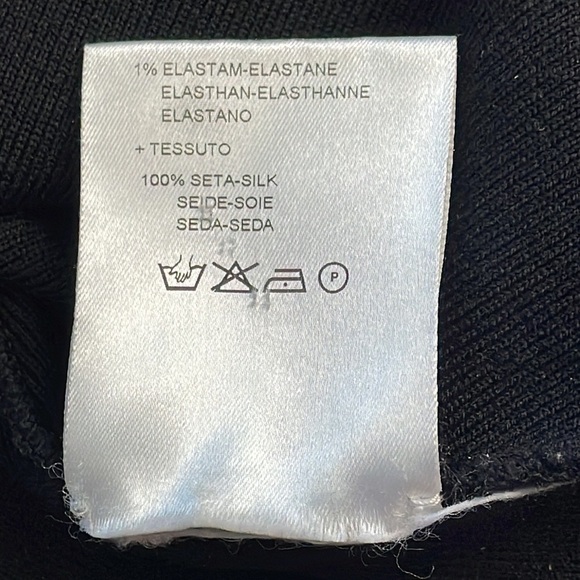 1% ELASTAM-ELASTANE
ELASTHAN-ELASTHANNE
ELASTANO
+ TESSUTO
100% SETA-SILK
SEIDE-SOIE
SEDA-SEDA
P